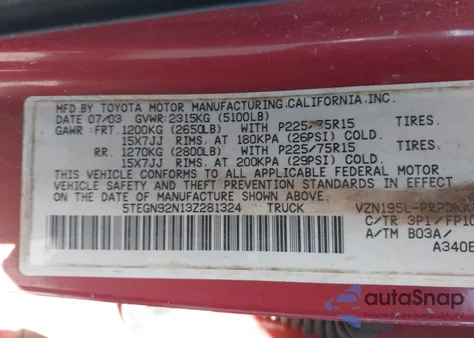 MFD.BY TOYOTA MOTOR MANUFACTURING.CALIFORNIA.INC.
DATE 07/03 GVWR:2315KG (5100LB)
GAWR : FRT. 1200KG (2650LB) WITH P225/75R15 TIRES.
15X7JJ RIMS. AT 180KPA (26PSI) COLD.
RR. 1270KG (2800LB) WITH P225/75R15 TIRES.
15X7JJ RIMS. AT 200KPA (29PSI) COLD.
THIS VEHICLE CONFORMS TO ALL APPLICABLE FEDERAL MOTOR
VEHICLE SAFETY AND THEFT PREVENTION STANDARDS IN EFFECT
ON THE DATE OF MANUFACTURE SHOWN ABOVE.
5TEGN92N13Z281324 TRUCK
C/TR 3P1/FP10
A/TM B03A/
A340E
autoSnap